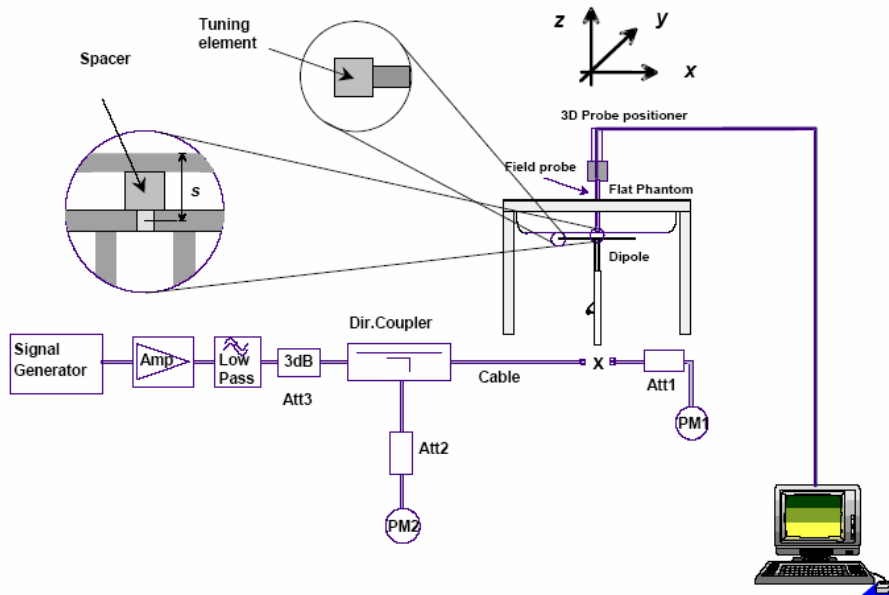 Tuning
element
Spacer
z
y
x
3D Probe positioner
s
Field probe
Flat Phantom
Dipole
Dir.Coupler
Signal
Generator
Amp
Low
Pass
3dB
Att3
Cable
X
Att1
PM1
Att2
PM2